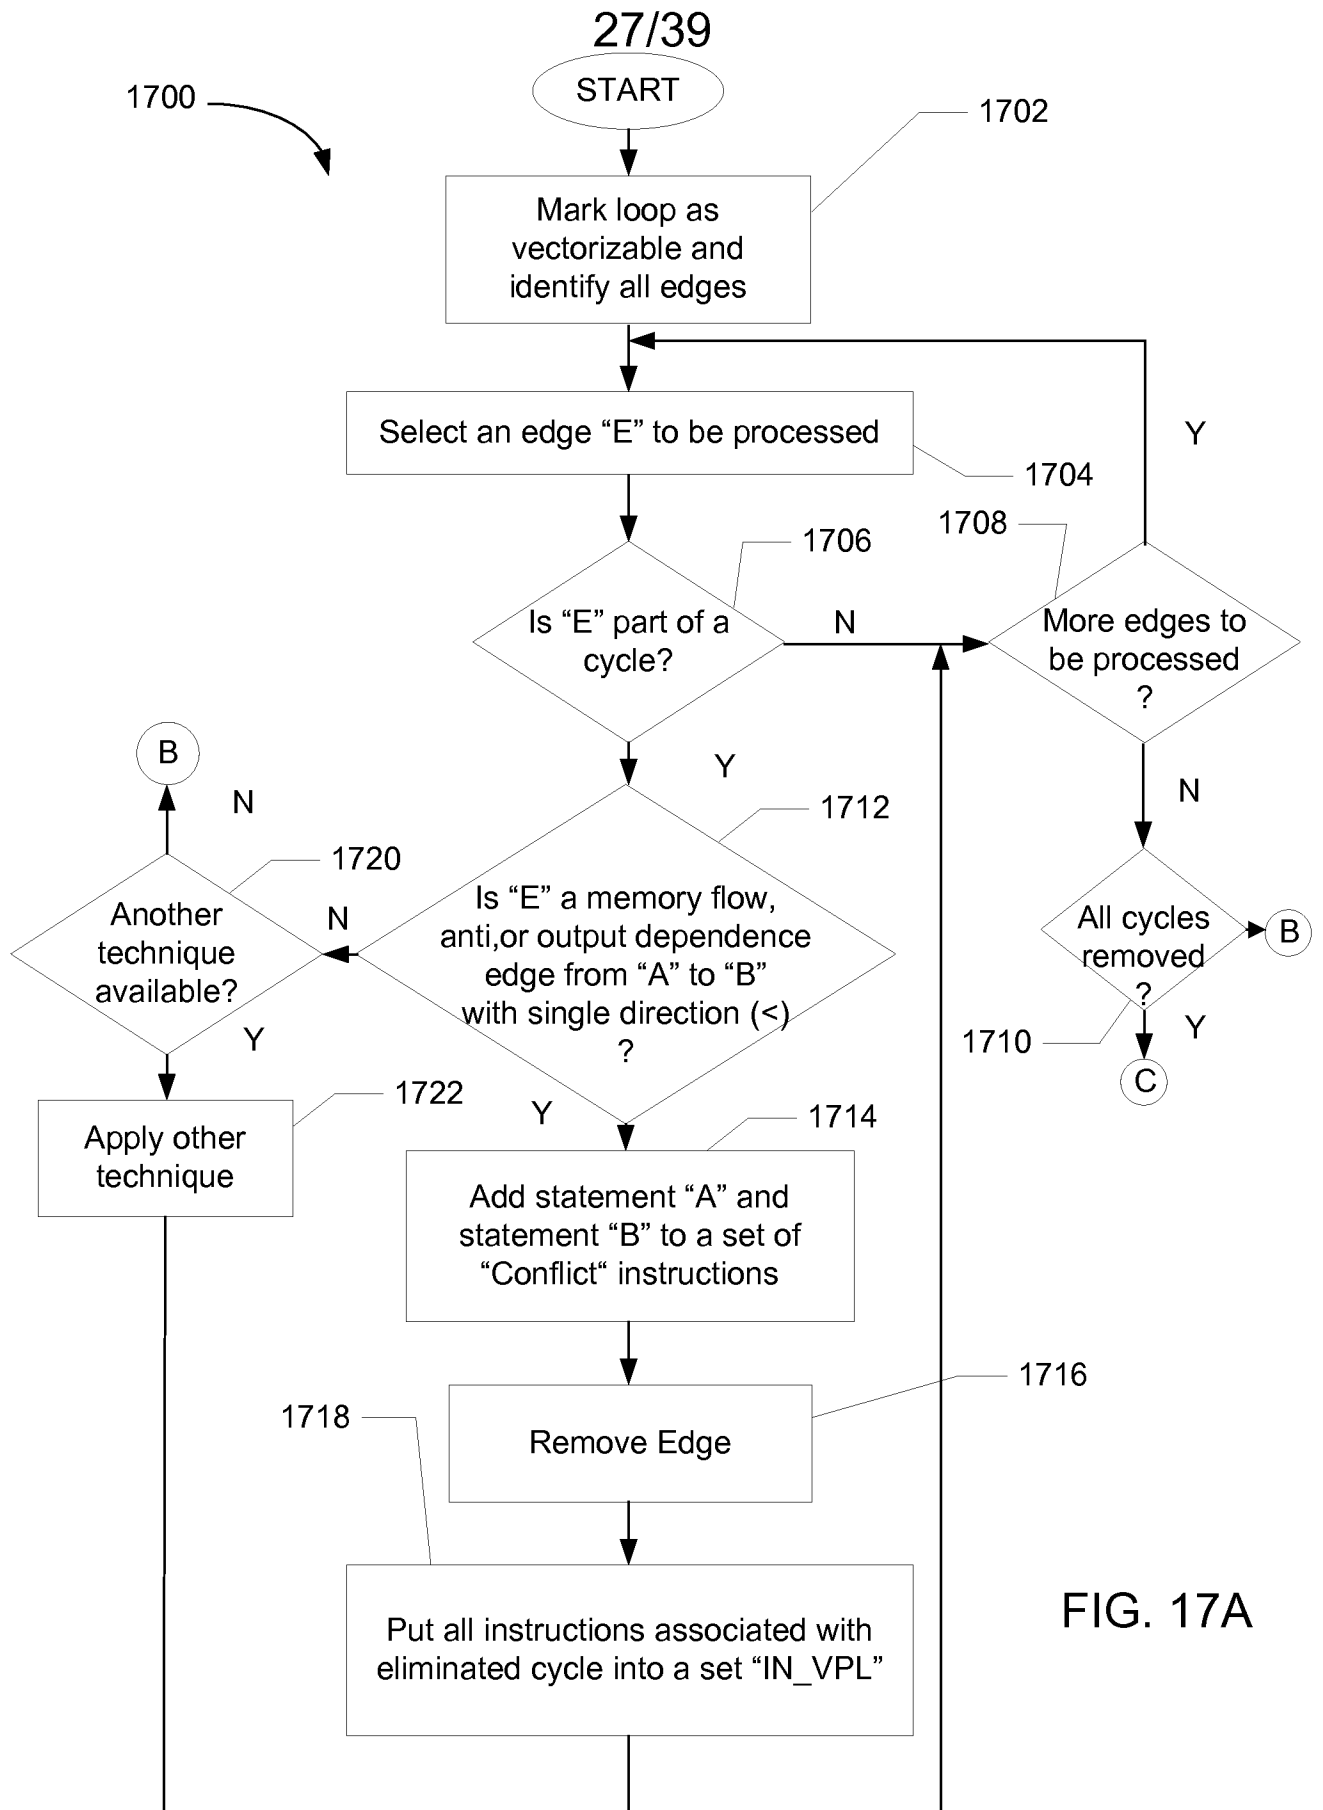 27/39
START
1700
1702
Mark loop as
vectorizable and
identify all edges
Select an edge “E” to be processed
Y
1704
1708
1706
Is “E” part of a
cycle?
N
More edges to
be processed
?
B
Y
N
N
1712
1720
Another
technique
available?
N
Is “E” a memory flow,
anti,or output dependence
edge from “A” to “B”
with single direction (<)
?
All cycles
removed
?
B
Y
1710
Y
C
1722
Y
1714
Apply other
technique
Add statement “A” and
statement “B” to a set of
“Conflict“ instructions
1716
1718
Remove Edge
Put all instructions associated with
eliminated cycle into a set “IN_VPL”
FIG. 17A